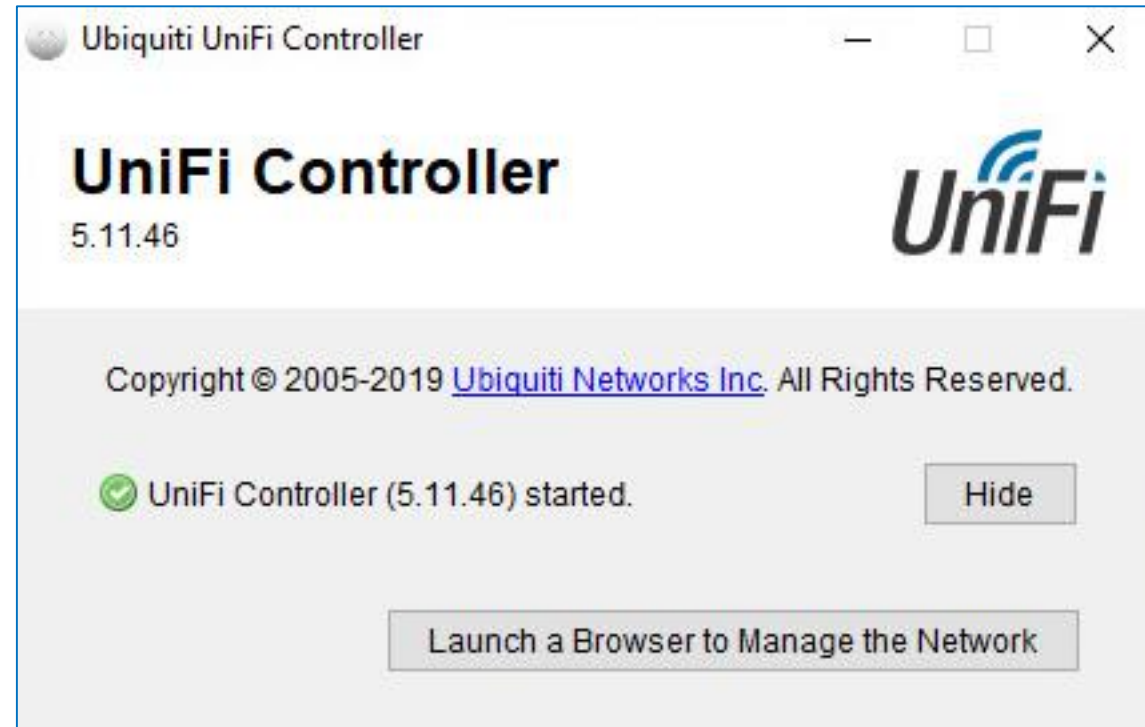 Ubiquiti UniFi Controller
UniFi Controller
5.11.46
UniFi
Copyright © 2005-2019 Ubiquiti Networks Inc. All Rights Reserved.
UniFi Controller (5.11.46) started.
Hide
Launch a Browser to Manage the Network